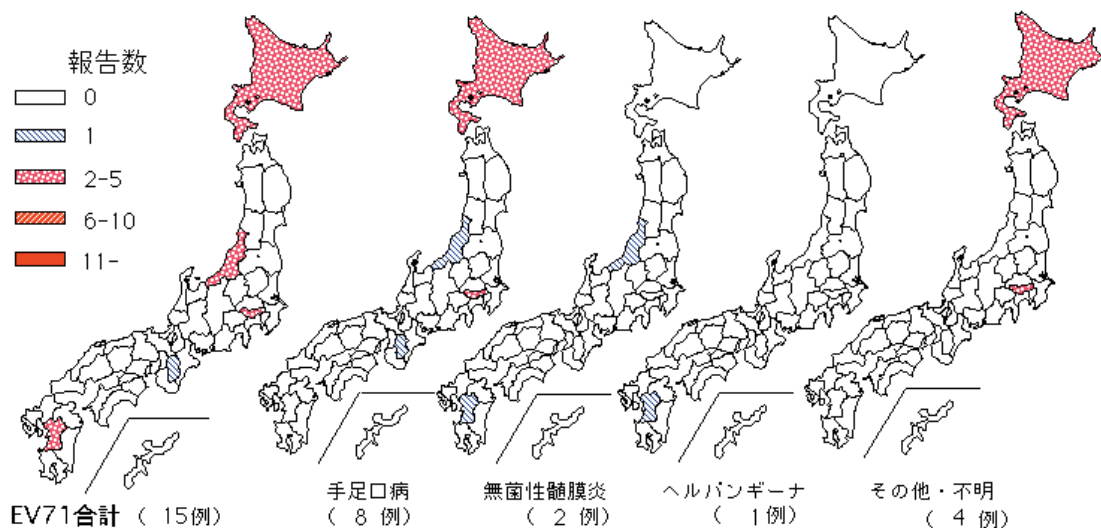 報告数
0
1
2-5
6-10
11-
手足口病
無菌性髄膜炎
ヘルパンギーナ
その他・不明
EV71合計 ( 15例)
( 8 例)
( 2 例)
( 1例)
( 4 例)